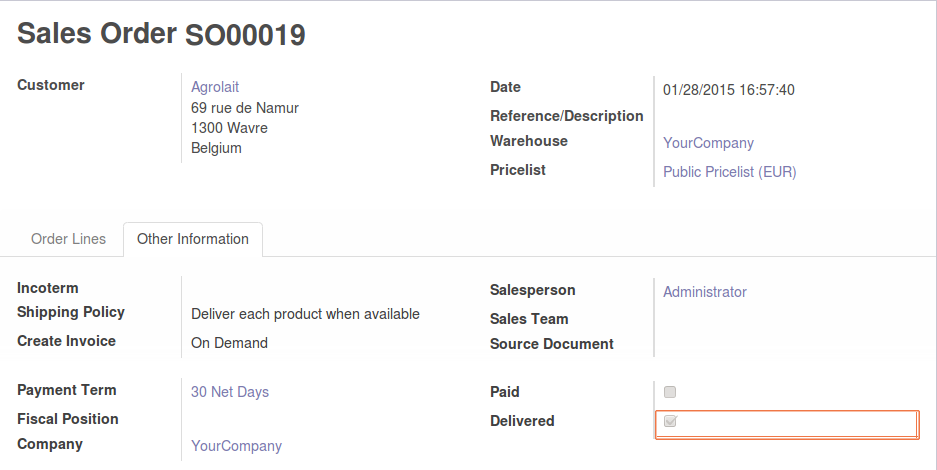 Sales Order SO00019
Customer
Agrolait
69 rue de Namur
1300 Wavre
Belgium
Date 01/28/2015 16:57:40
Reference/Description
Warehouse YourCompany
Pricelist Public Pricelist (EUR)
Order Lines Other Information
Incoterm
Shipping Policy Deliver each product when available
Create Invoice On Demand
Salesperson Administrator
Sales Team
Source Document
Payment Term 30 Net Days
Fiscal Position
Company YourCompany
Paid
Delivered